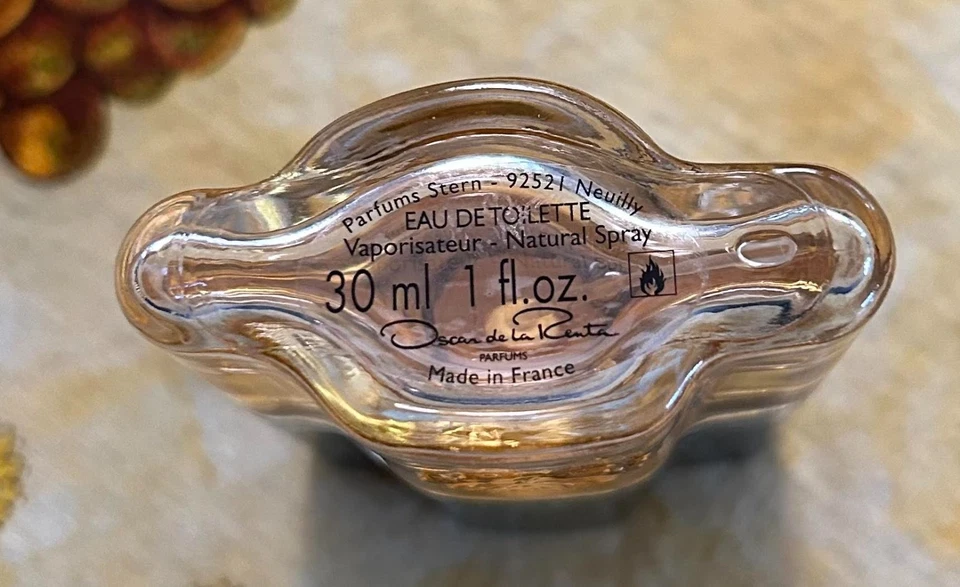 Parfums Stern - 92521 Neuilly
EAU DE TOILETTE
Vaporisateur - Natural Spray
30 ml 1 fl.oz.
Oscar de la Renta
PARFUMS
Made in France